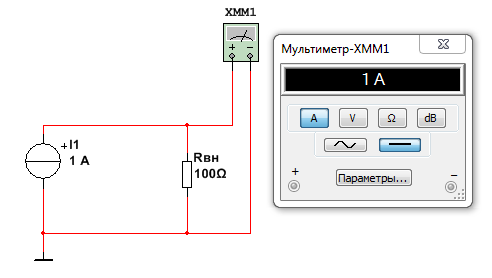 XMM1
+ −
+ I1
1 A
Rвн
100Ω
Мультиметр-XMM1
1 A
A V Ω dB
+ −
Параметры...